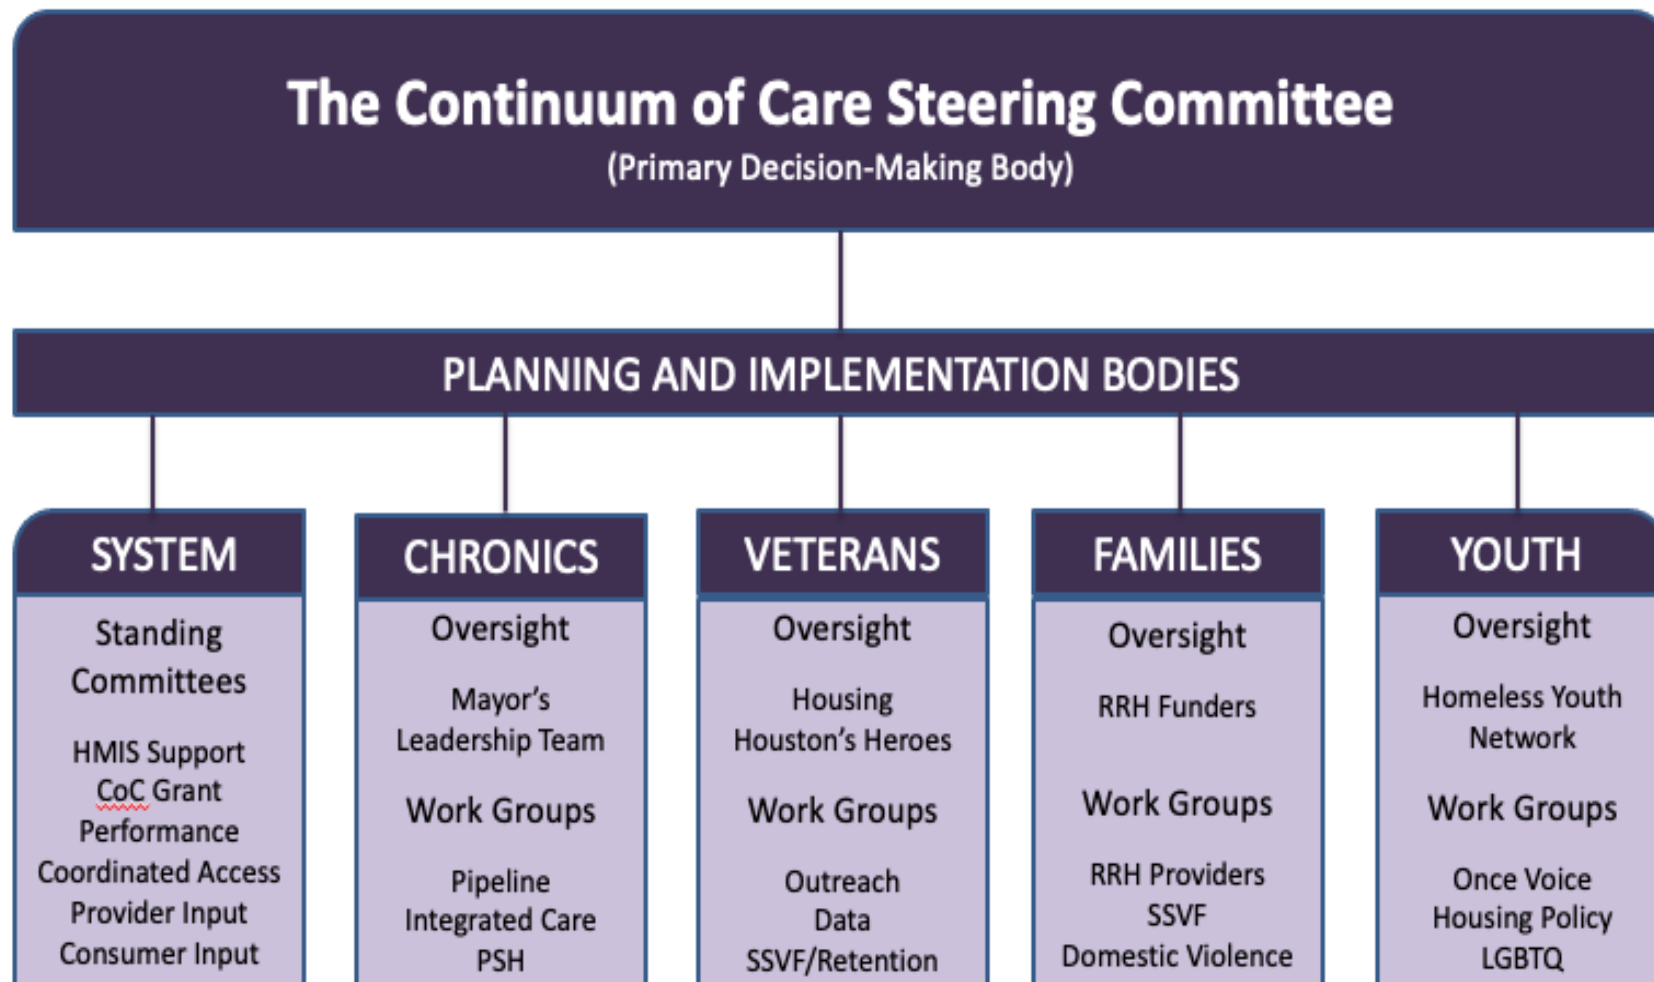 The Continuum of Care Steering Committee
(Primary Decision-Making Body)
PLANNING AND IMPLEMENTATION BODIES
SYSTEM
Standing
Committees
HMIS Support
CoC Grant
Performance
Coordinated Access
Provider Input
Consumer Input
CHRONICS
Oversight
Mayor's
Leadership Team
Work Groups
Pipeline
Integrated Care
PSH
VETERANS
Oversight
Housing
Houston's Heroes
Work Groups
Outreach
Data
SSVF/Retention
FAMILIES
Oversight
RRH Funders
Work Groups
RRH Providers
SSVF
Domestic Violence
YOUTH
Oversight
Homeless Youth
Network
Work Groups
Once Voice
Housing Policy
LGBTQ